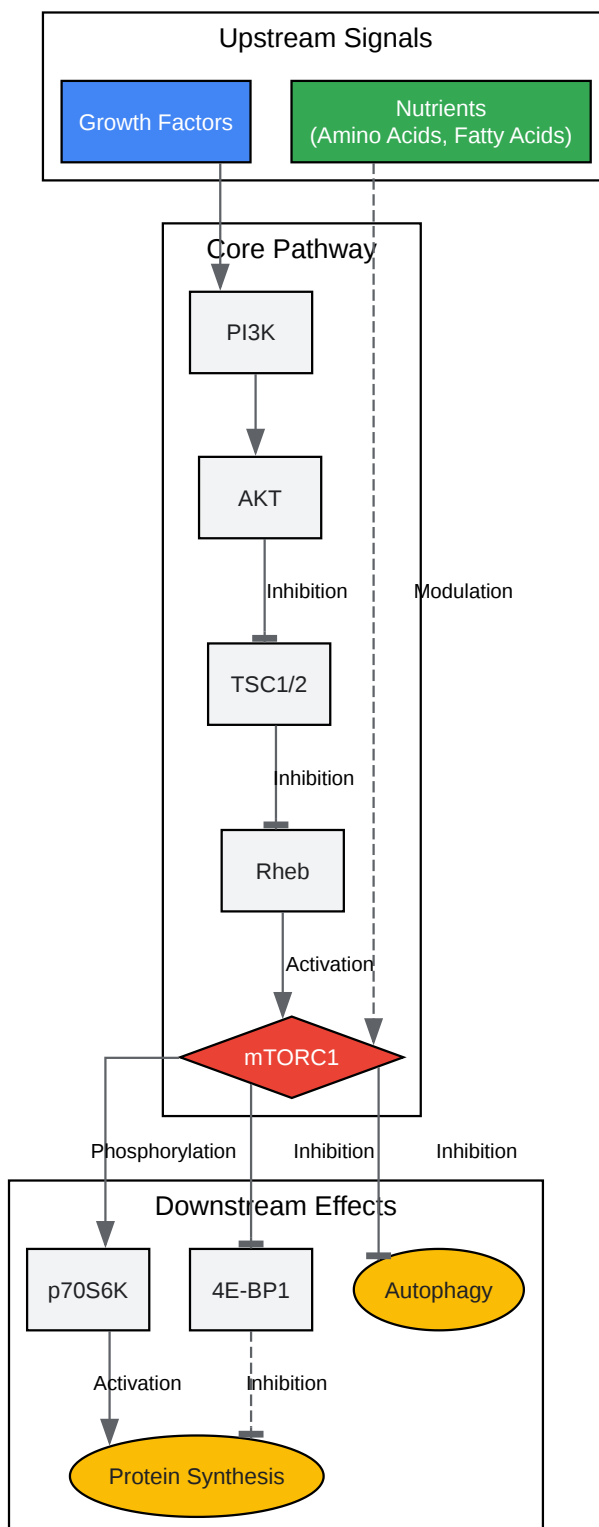 Upstream Signals
Growth Factors
Nutrients
(Amino Acids, Fatty Acids)
Core Pathway
PI3K
AKT
Inhibition
Modulation
TSC1/2
Inhibition
Rheb
Activation
mTORC1
Phosphorylation
Inhibition
Inhibition
Downstream Effects
p70S6K
4E-BP1
Autophagy
Activation
Inhibition
Protein Synthesis